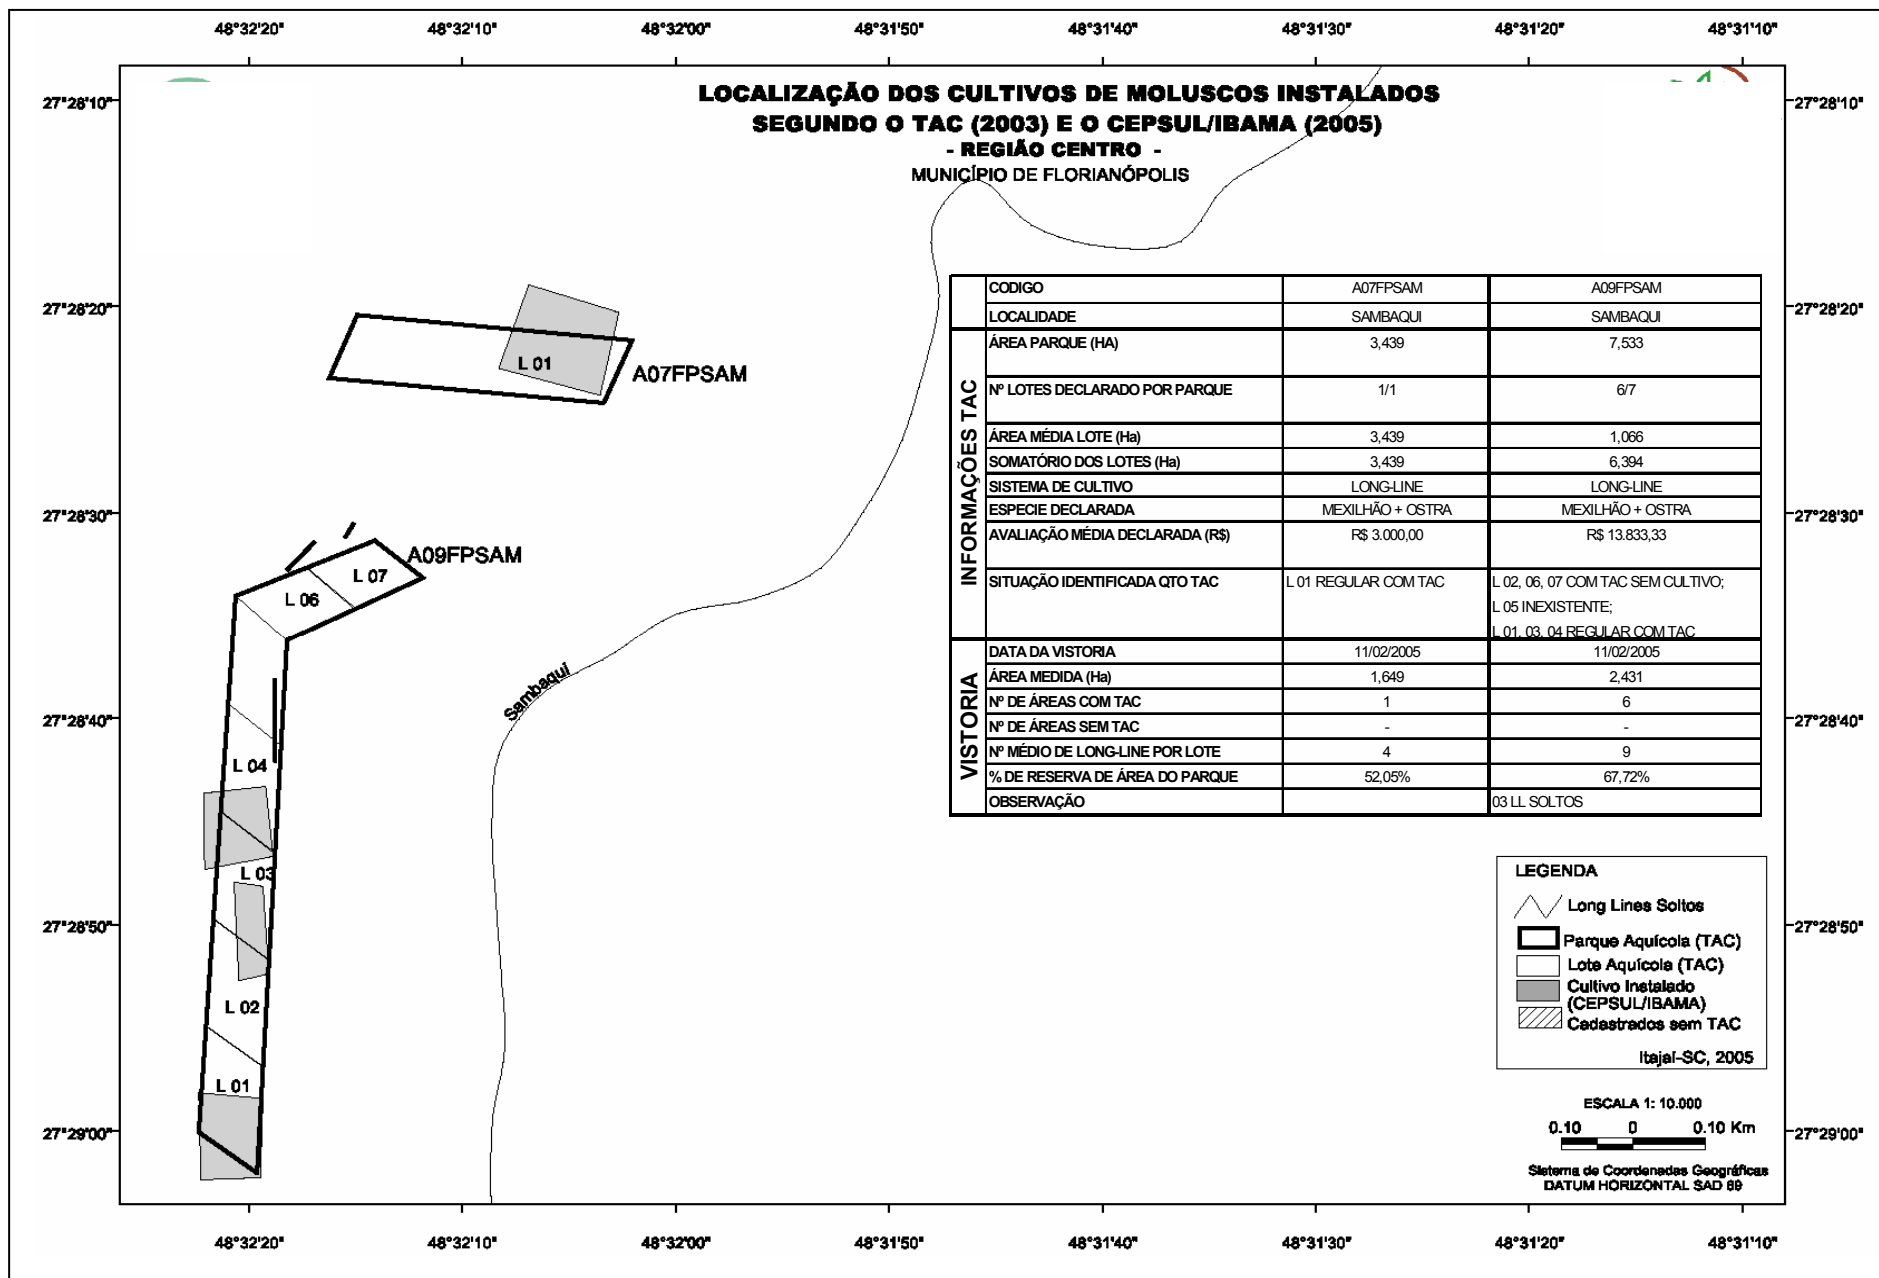 48°32'20" 48°32'10" 48°32'00" 48°31'50" 48°31'40" 48°31'30" 48°31'20" 48°31'10"
27°28'10" 27°28'10"
LOCALIZAÇÃO DOS CULTIVOS DE MOLUSCOS INSTALADOS
SEGUNDO O TAC (2003) E O CEPSUL/IBAMA (2005)
- REGIÃO CENTRO -
MUNICÍPIO DE FLORIANÓPOLIS
27°28'20" 27°28'20"
L 01
A07FPSAM
27°28'30" 27°28'30"
A09FPSAM
L 07
L 06
Sambaqui
27°28'40" 27°28'40"
L 04
L 03
27°28'50" 27°28'50"
L 02
L 01
27°29'00" 27°29'00"
CODIGO A07FPSAM A09FPSAM
LOCALIDADE SAMBAQUI SAMBAQUI
INFORMAÇÕES TAC
ÁREA PARQUE (HA) 3,439 7,533
Nº LOTES DECLARADO POR PARQUE 1/1 6/7
ÁREA MÉDIA LOTE (Ha) 3,439 1,066
SOMATÓRIO DOS LOTES (Ha) 3,439 6,394
SISTEMA DE CULTIVO LONG-LINE LONG-LINE
ESPECIE DECLARADA MEXILHÃO + OSTRA MEXILHÃO + OSTRA
AVALIAÇÃO MÉDIA DECLARADA (R$) R$ 3.000,00 R$ 13.833,33
SITUAÇÃO IDENTIFICADA QTO TAC L 01 REGULAR COM TAC L 02, 06, 07 COM TAC SEM CULTIVO;
L 05 INEXISTENTE;
L 01, 03, 04 REGULAR COM TAC
VISTORIA
DATA DA VISTORIA 11/02/2005 11/02/2005
ÁREA MEDIDA (Ha) 1,649 2,431
Nº DE ÁREAS COM TAC 1 6
Nº DE ÁREAS SEM TAC - -
Nº MÉDIO DE LONG-LINE POR LOTE 4 9
% DE RESERVA DE ÁREA DO PARQUE 52,05% 67,72%
OBSERVAÇÃO 03 LL SOLTOS
LEGENDA
Long Lines Soltos
Parque Aquícola (TAC)
Lote Aquícola (TAC)
Cultivo Instalado
(CEPSUL/IBAMA)
Cadastrados sem TAC
Itajaí-SC, 2005
ESCALA 1: 10.000
0.10 0 0.10 Km
Sistema de Coordenadas Geográficas
DATUM HORIZONTAL SAD 69
48°32'20" 48°32'10" 48°32'00" 48°31'50" 48°31'40" 48°31'30" 48°31'20" 48°31'10"